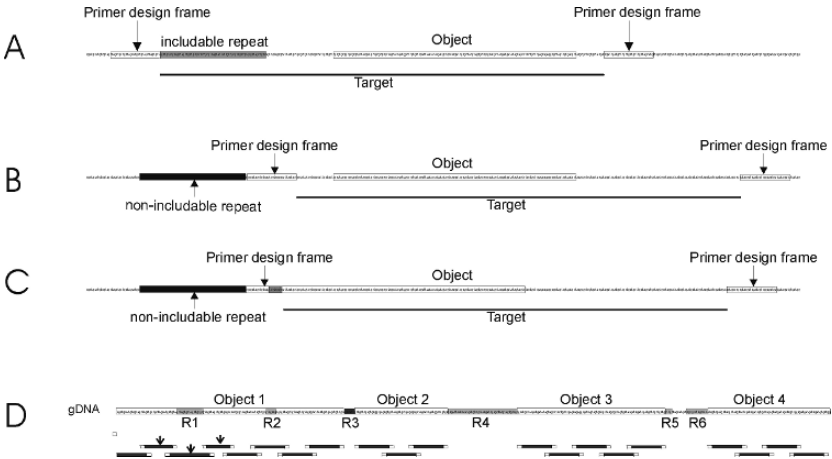 Primer design frame
Primer design frame
A
includable repeat
Object
Target
Primer design frame
Primer design frame
B
Object
non-includable repeat
Target
Primer design frame
Primer design frame
C
Object
non-includable repeat
Target
D
gDNA
Object 1
Object 2
Object 3
Object 4
R1
R2
R3
R4
R5
R6